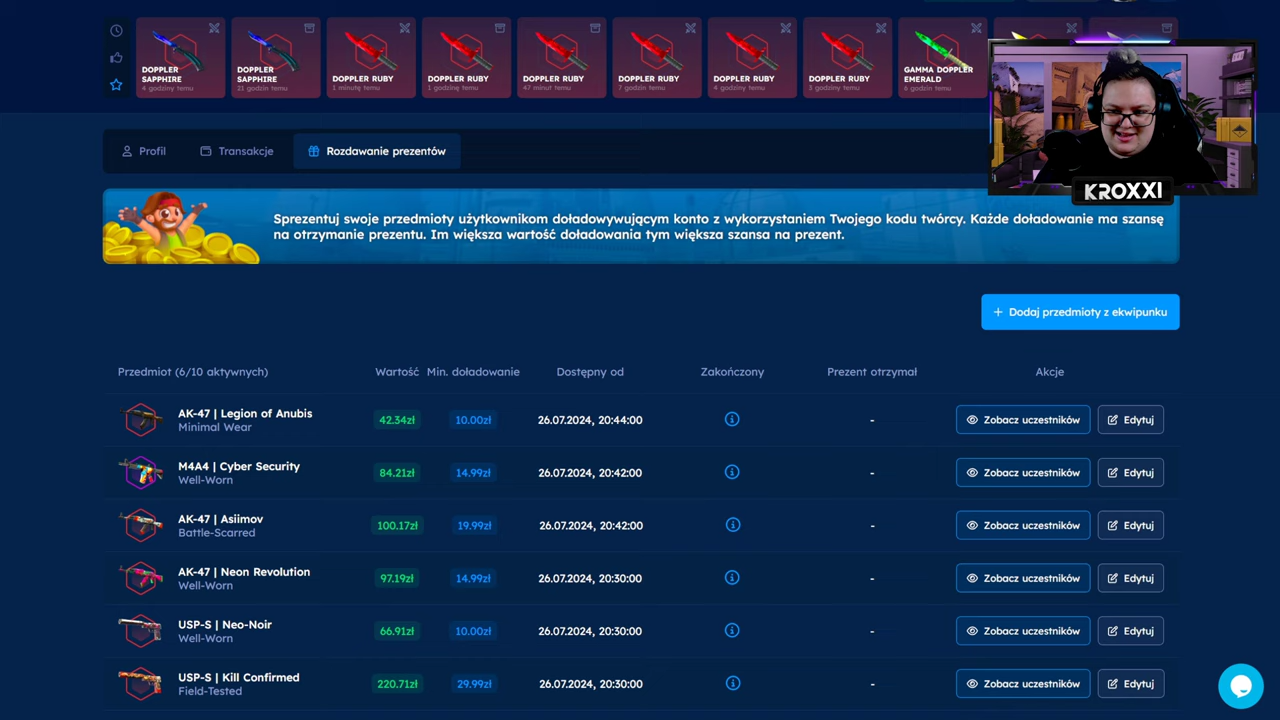 DOPPLER
SAPPHIRE
4 godziny temu
DOPPLER
SAPPHIRE
21 godzin temu
DOPPLER RUBY
1 minutę temu
DOPPLER RUBY
1 godzinę temu
DOPPLER RUBY
47 minut temu
DOPPLER RUBY
7 godzin temu
DOPPLER RUBY
4 godziny temu
DOPPLER RUBY
3 godziny temu
GAMMA DOPPLER
EMERALD
6 godzin temu
KROXXI
Profil
Transakcje
Rozdawanie prezentów
Sprezentuj swoje przedmioty użytkownikom doładowywującym konto z wykorzystaniem Twojego kodu twórcy. Każde doładowanie ma szansę
na otrzymanie prezentu. Im większa wartość doładowania tym większa szansa na prezent.
+ Dodaj przedmioty z ekwipunku
Przedmiot (6/10 aktywnych) Wartość Min. doładowanie Dostępny od Zakończony Prezent otrzymał Akcje
AK-47 | Legion of Anubis
Minimal Wear
42.34zł 10.00zł 26.07.2024, 20:44:00 - Zobacz uczestników Edytuj
M4A4 | Cyber Security
Well-Worn
84.21zł 14.99zł 26.07.2024, 20:42:00 - Zobacz uczestników Edytuj
AK-47 | Asiimov
Battle-Scarred
100.17zł 19.99zł 26.07.2024, 20:42:00 - Zobacz uczestników Edytuj
AK-47 | Neon Revolution
Well-Worn
97.19zł 14.99zł 26.07.2024, 20:30:00 - Zobacz uczestników Edytuj
USP-S | Neo-Noir
Well-Worn
66.91zł 10.00zł 26.07.2024, 20:30:00 - Zobacz uczestników Edytuj
USP-S | Kill Confirmed
Field-Tested
220.71zł 29.99zł 26.07.2024, 20:30:00 - Zobacz uczestników Edytuj